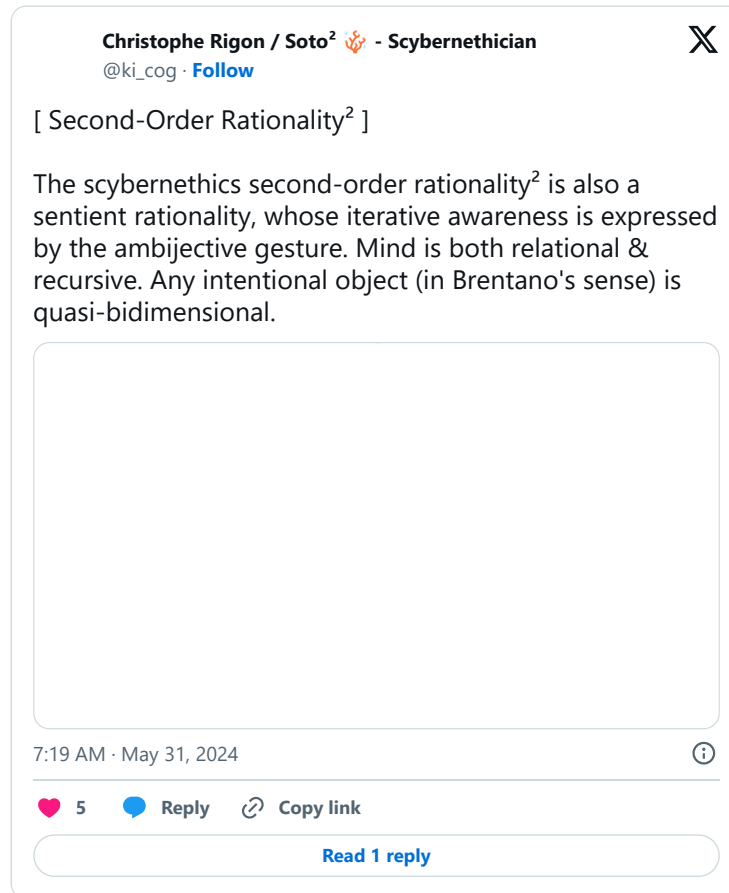 Christophe Rigon / Soto² 🪸 - Scybernethician
@ki_cog · Follow
[ Second-Order Rationality² ]
The scybernethics second-order rationality² is also a
sentient rationality, whose iterative awareness is expressed
by the ambijective gesture. Mind is both relational &
recursive. Any intentional object (in Brentano's sense) is
quasi-bidimensional.
7:19 AM · May 31, 2024
5 Reply Copy link
Read 1 reply